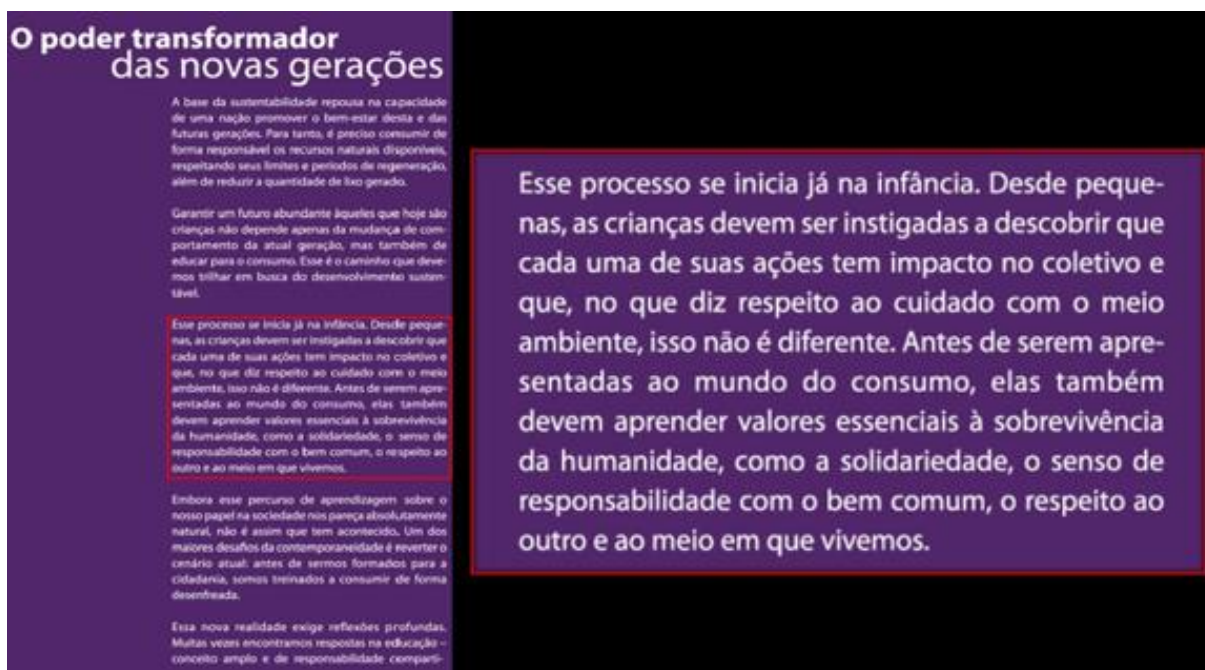 O poder transformador
das novas gerações
A base da sustentabilidade repousa na capacidade
de uma nação promover o bem-estar desta e das
futuras gerações. Para tanto, é preciso consumir de
forma responsável os recursos naturais disponíveis,
respeitando seus limites e períodos de regeneração,
além de reduzir a quantidade de lixo gerado.
Garantir um futuro abundante àqueles que hoje são
crianças não depende apenas da mudança de com-
portamento da atual geração, mas também de
educar para o consumo. Esse é o caminho que deve-
mos trilhar em busca do desenvolvimento susten-
tável.
Esse processo se inicia já na infância. Desde peque-
nas, as crianças devem ser instigadas a descobrir que
cada uma de suas ações tem impacto no coletivo e
que, no que diz respeito ao cuidado com o meio
ambiente, isso não é diferente. Antes de serem apre-
sentadas ao mundo do consumo, elas também
devem aprender valores essenciais à sobrevivência
da humanidade, como a solidariedade, o senso de
responsabilidade com o bem comum, o respeito ao
outro e ao meio em que vivemos.
Embora esse percurso de aprendizagem sobre o
nosso papel na sociedade nos pareça absolutamente
natural, não é assim que tem acontecido. Um dos
maiores desafios da contemporaneidade é reverter o
cenário atual: antes de sermos formados para a
cidadania, somos treinados a consumir de forma
desenfreada.
Essa nova realidade exige reflexões profundas.
Muitas vezes encontramos respostas na educação –
conceito amplo e de responsabilidade comparti-
Esse processo se inicia já na infância. Desde peque-
nas, as crianças devem ser instigadas a descobrir que
cada uma de suas ações tem impacto no coletivo e
que, no que diz respeito ao cuidado com o meio
ambiente, isso não é diferente. Antes de serem apre-
sentadas ao mundo do consumo, elas também
devem aprender valores essenciais à sobrevivência
da humanidade, como a solidariedade, o senso de
responsabilidade com o bem comum, o respeito ao
outro e ao meio em que vivemos.